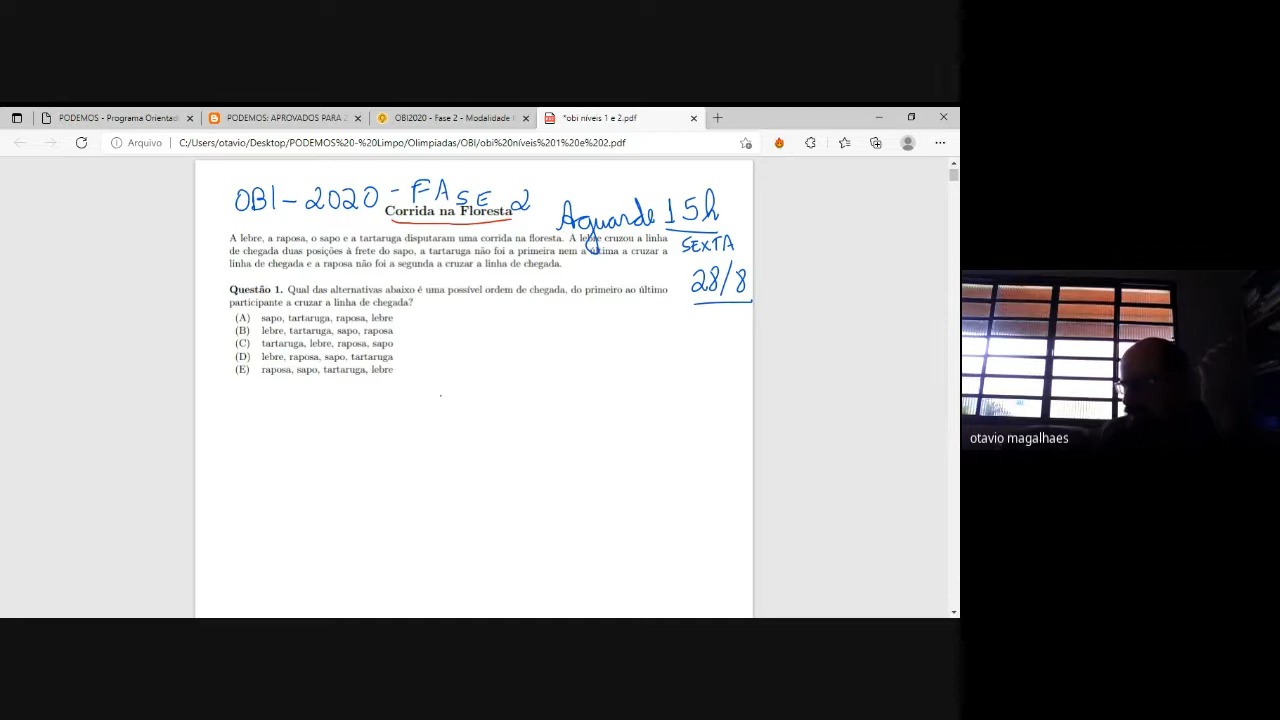 PODEMOS - Programa Orientad
PODEMOS: APROVADOS PARA 2
OBI2020 - Fase 2 - Modalidade I
*obi níveis 1 e 2.pdf
Arquivo
C:/Users/otavio/Desktop/PODEMOS%20-%20Limpo/Olimpiadas/OBI/obi%20níveis%201%20e%202.pdf
OBI - 2020 - FASE 2
Aguarde 15h
SEXTA
28/8
Corrida na Floresta
A lebre, a raposa, o sapo e a tartaruga disputaram uma corrida na floresta. A lebre cruzou a linha
de chegada duas posições à frete do sapo, a tartaruga não foi a primeira nem a última a cruzar a
linha de chegada e a raposa não foi a segunda a cruzar a linha de chegada.
Questão 1. Qual das alternativas abaixo é uma possível ordem de chegada, do primeiro ao último
participante a cruzar a linha de chegada?
(A) sapo, tartaruga, raposa, lebre
(B) lebre, tartaruga, sapo, raposa
(C) tartaruga, lebre, raposa, sapo
(D) lebre, raposa, sapo, tartaruga
(E) raposa, sapo, tartaruga, lebre
otavio magalhaes